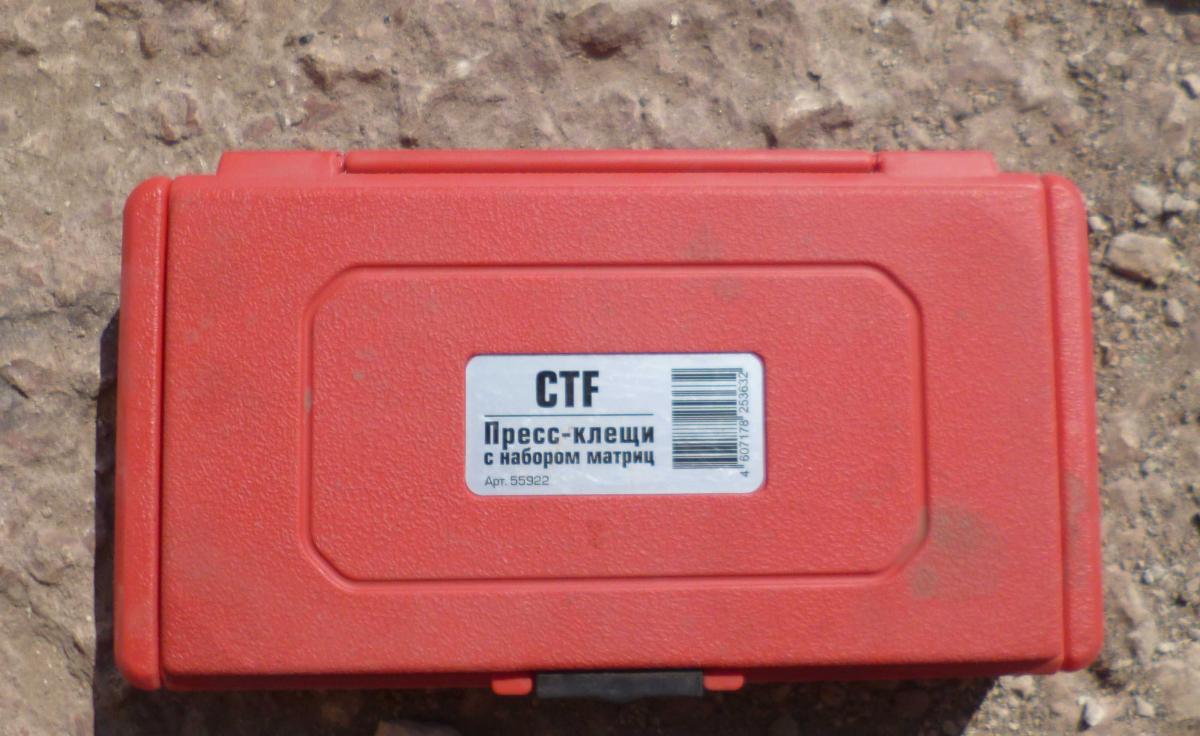 CTF
Пресс-клещи
с набором матриц
Арт. 55922
4 607178 253632